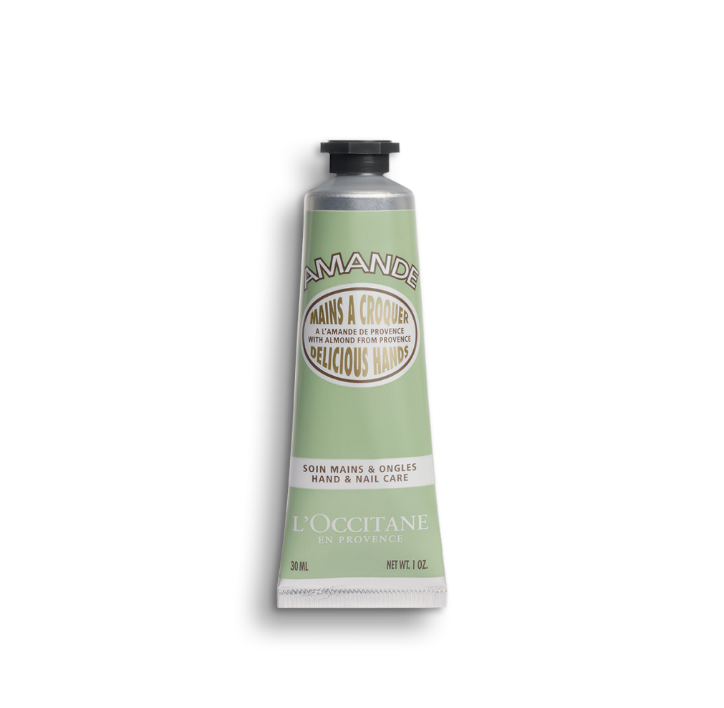 AMANDE
MAINS A CROQUER
A L'AMANDE DE PROVENCE
WITH ALMOND FROM PROVENCE
DELICIOUS HANDS
SOIN MAINS & ONGLES
HAND & NAIL CARE
L'OCCITANE
EN PROVENCE
30 ML NET WT. 1 OZ.